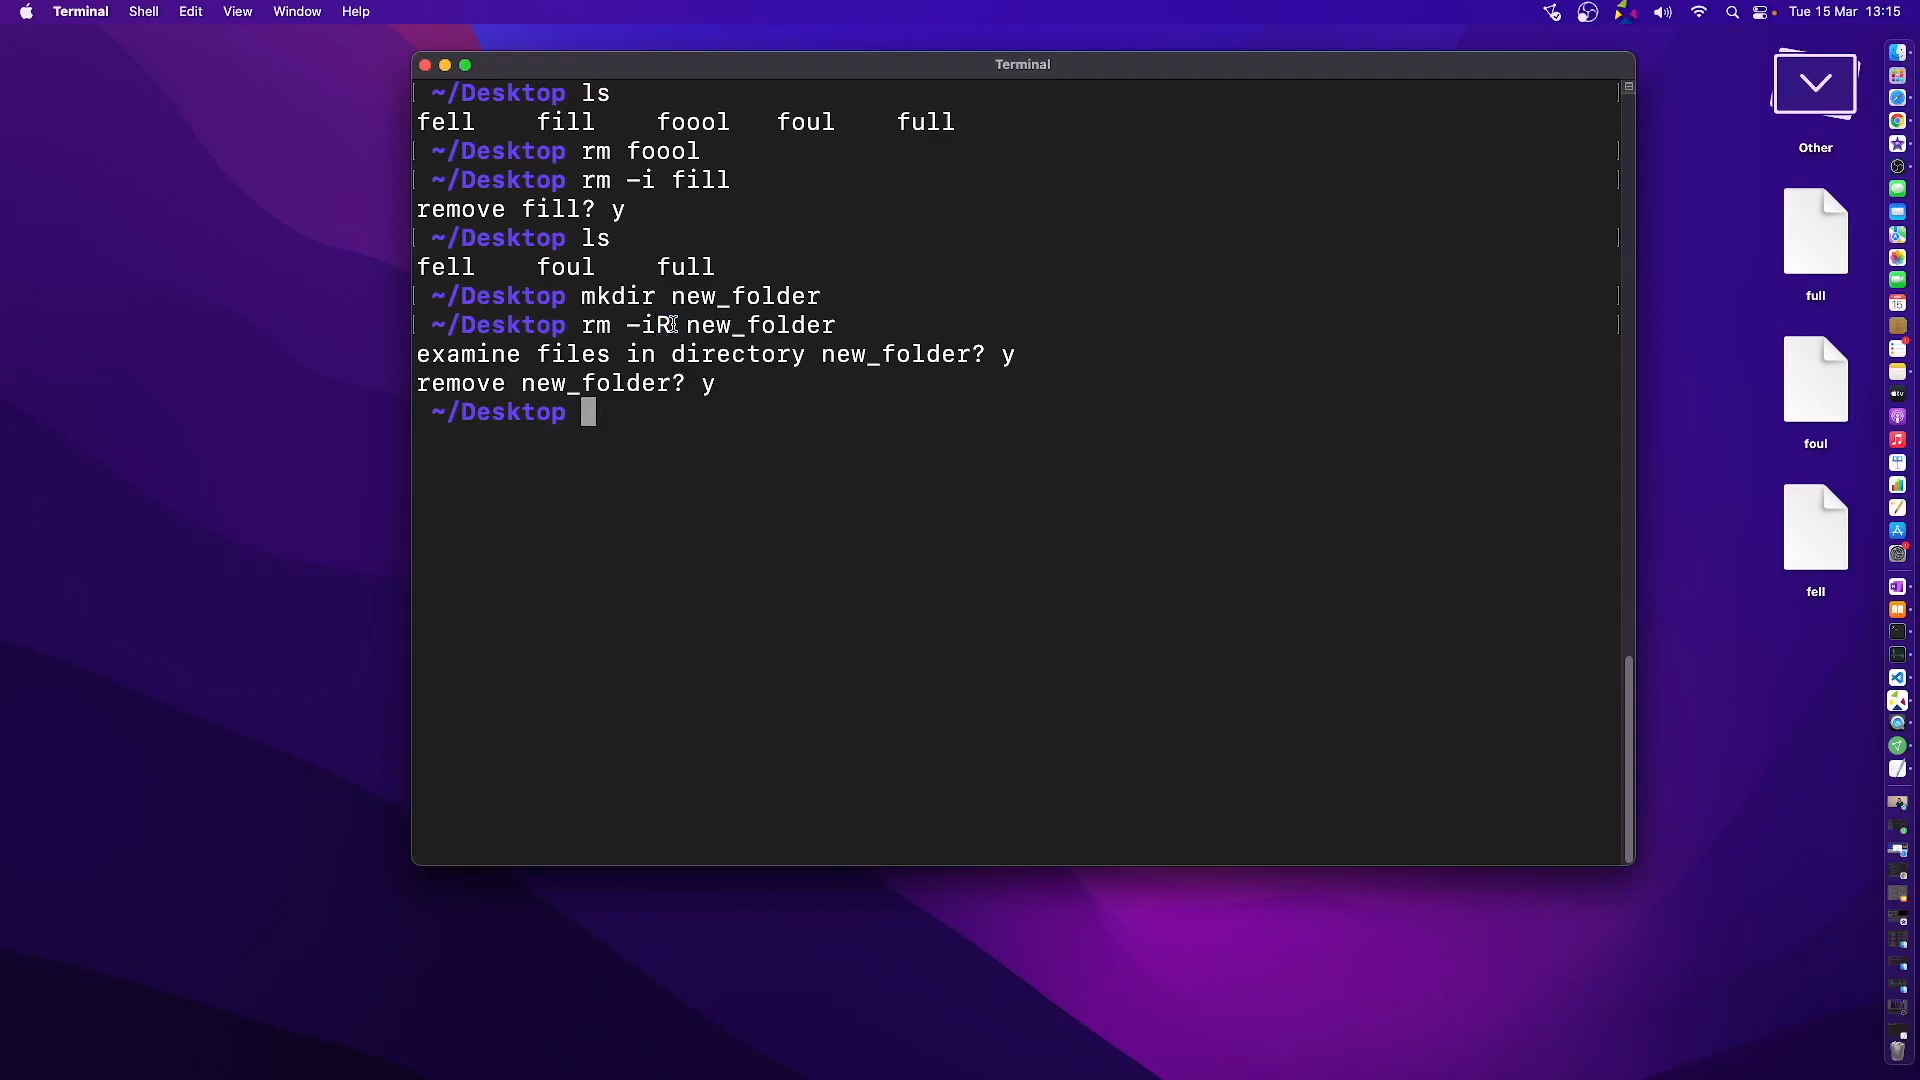 Terminal Shell Edit View Window Help Tue 15 Mar 13:15
Terminal
~/Desktop ls
fell fill foool foul full
~/Desktop rm foool
~/Desktop rm -i fill
remove fill? y
~/Desktop ls
fell foul full
~/Desktop mkdir new_folder
~/Desktop rm -iR new_folder
examine files in directory new_folder? y
remove new_folder? y
~/Desktop
Other
full
foul
fell